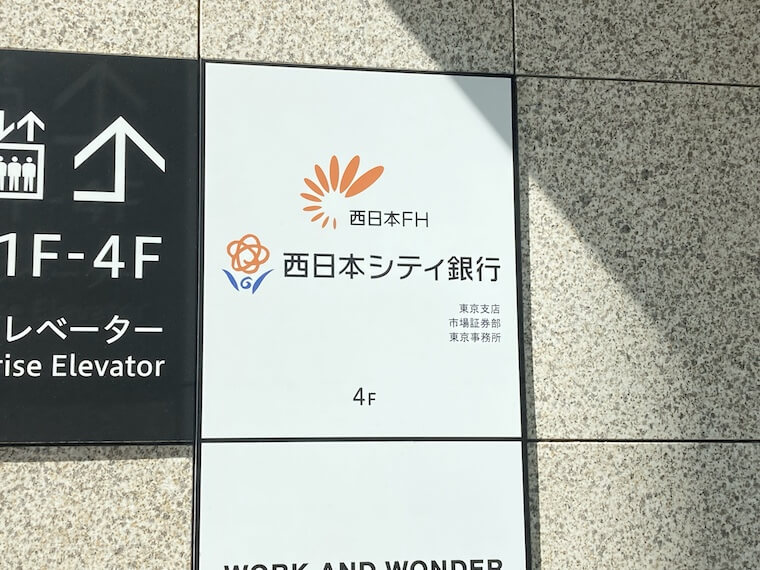 1F-4F
レベーター
rise Elevator
西日本FH
西日本シティ銀行
東京支店
市場証券部
東京事務所
4F
WORK AND WONDER